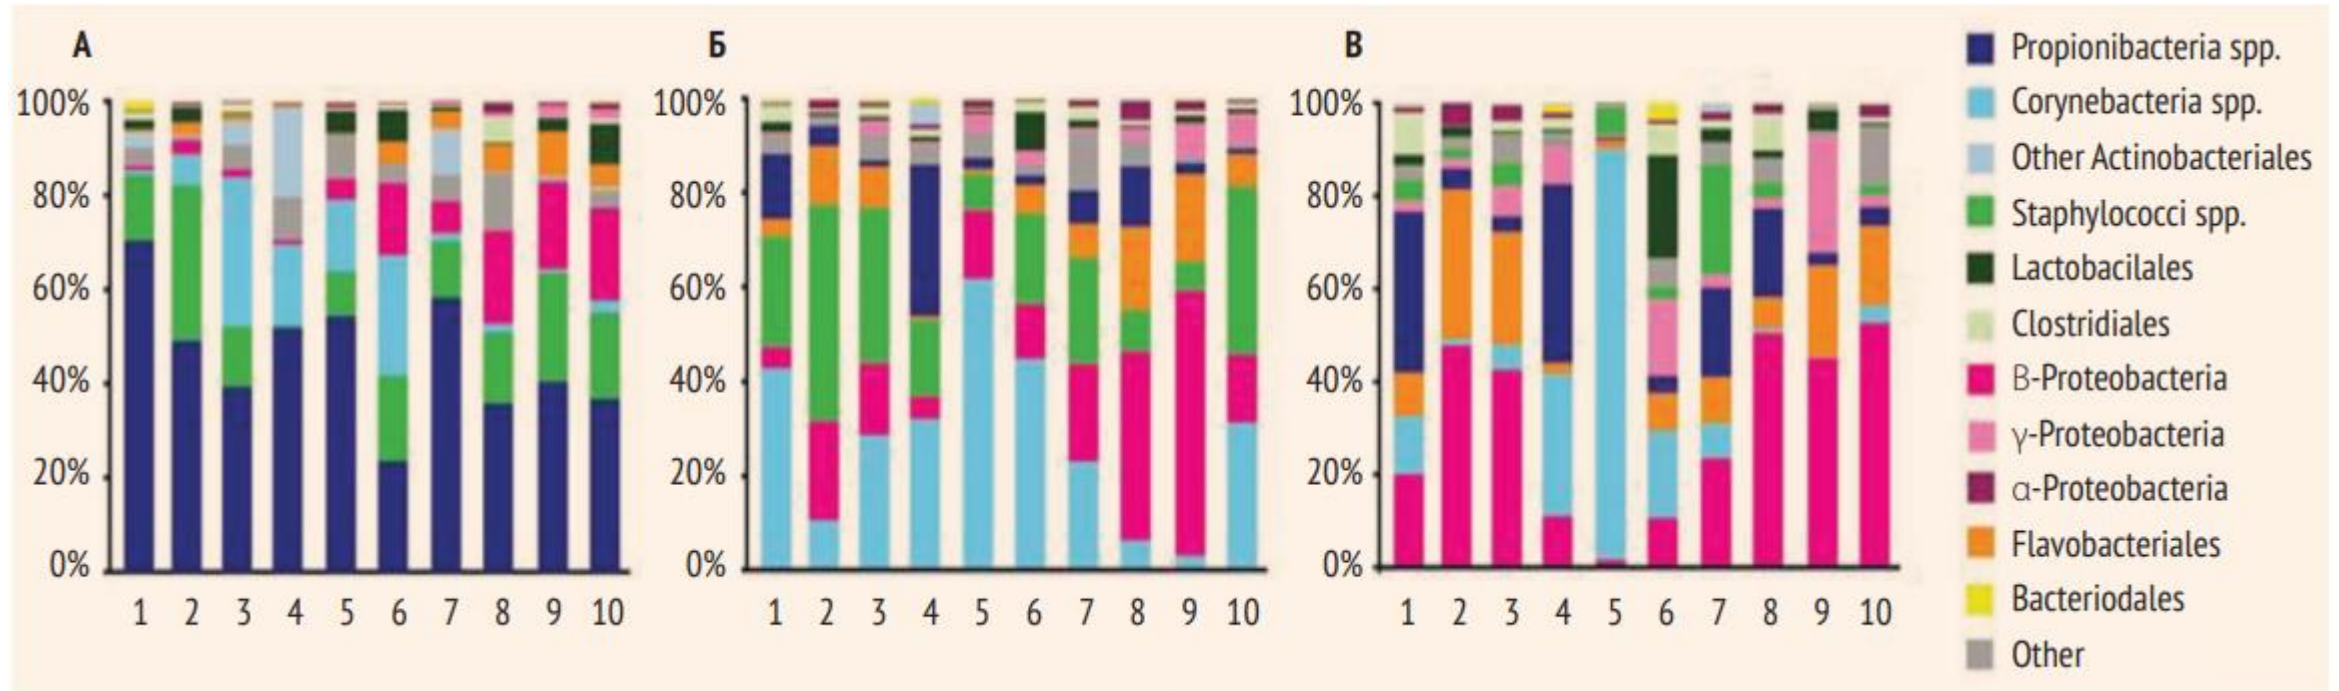 А
100%
80%
60%
40%
20%
0%
1 2 3 4 5 6 7 8 9 10
Б
100%
80%
60%
40%
20%
0%
1 2 3 4 5 6 7 8 9 10
В
100%
80%
60%
40%
20%
0%
1 2 3 4 5 6 7 8 9 10
Propionibacteria spp.
Corynebacteria spp.
Other Actinobacteriales
Staphylococci spp.
Lactobacilales
Clostridiales
B-Proteobacteria
γ-Proteobacteria
α-Proteobacteria
Flavobacteriales
Bacteriodales
Other